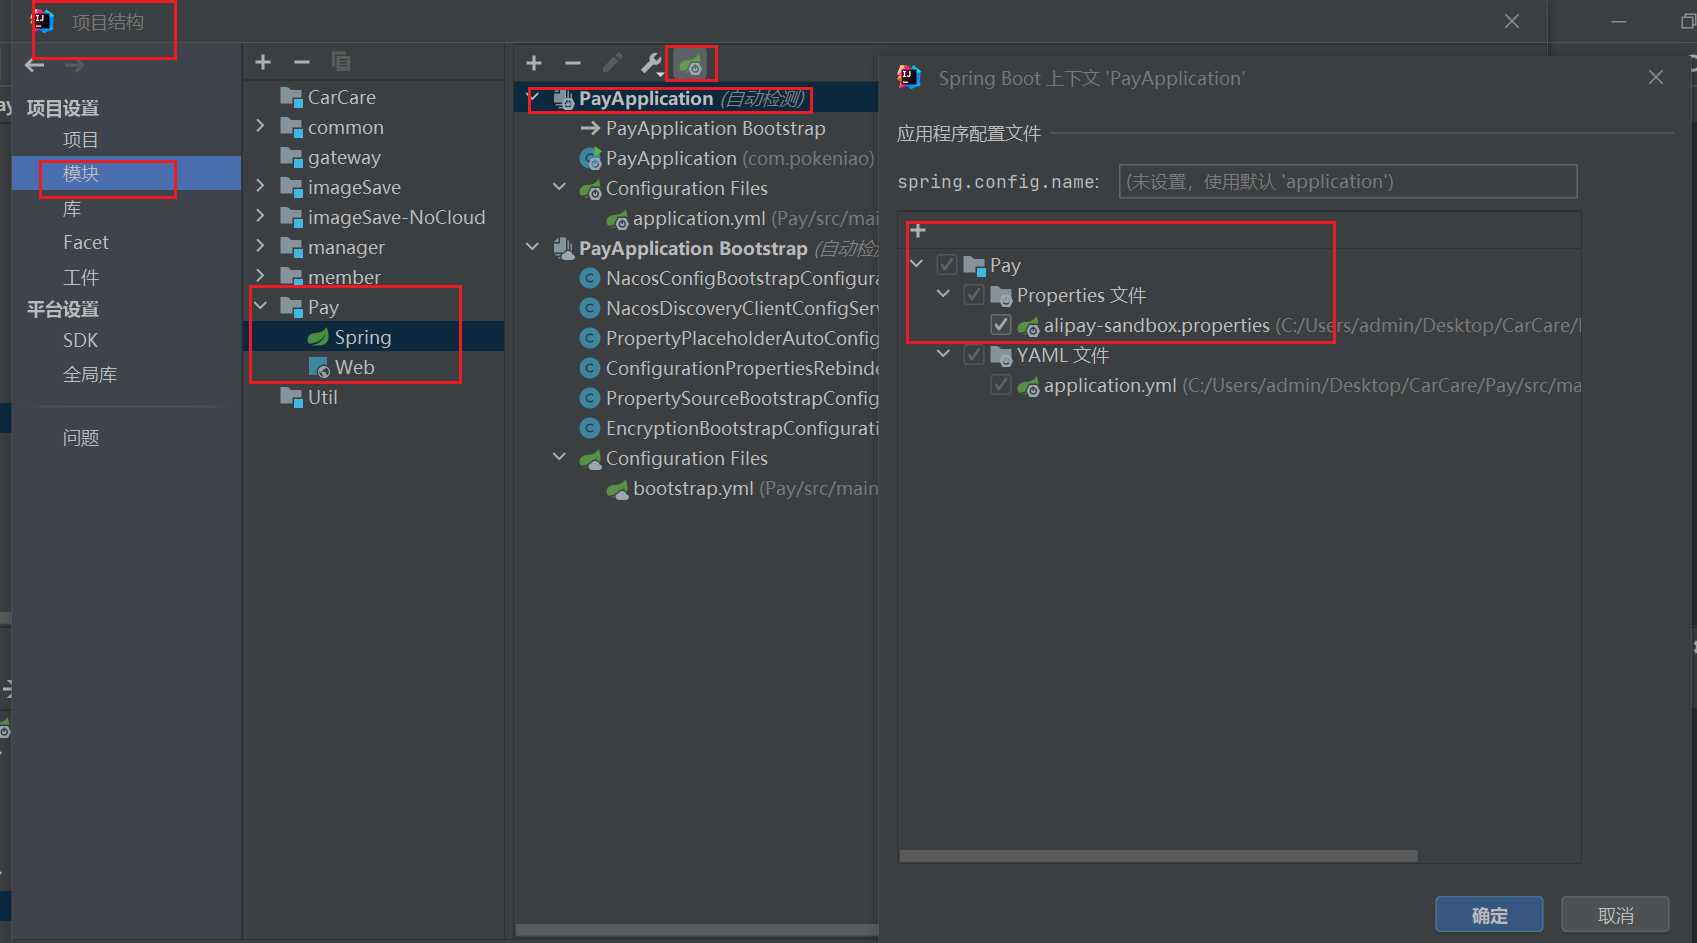 项目结构
项目设置
项目
模块
库
Facet
工件
平台设置
SDK
全局库
问题
CarCare
common
gateway
imageSave
imageSave-NoCloud
manager
member
Pay
Spring
Web
Util
PayApplication (自动检测)
PayApplication Bootstrap
PayApplication (com.pokeniao)
Configuration Files
application.yml (Pay/src/mai
PayApplication Bootstrap (自动检
NacosConfigBootstrapConfigura
NacosDiscoveryClientConfigServ
PropertyPlaceholderAutoConfig
ConfigurationPropertiesRebinde
PropertySourceBootstrapConfig
EncryptionBootstrapConfigurati
Configuration Files
bootstrap.yml (Pay/src/main
Spring Boot 上下文 'PayApplication'
应用程序配置文件
spring.config.name: (未设置，使用默认 'application')
Pay
Properties 文件
alipay-sandbox.properties (C:/Users/admin/Desktop/CarCare/
YAML 文件
application.yml (C:/Users/admin/Desktop/CarCare/Pay/src/ma
确定
取消